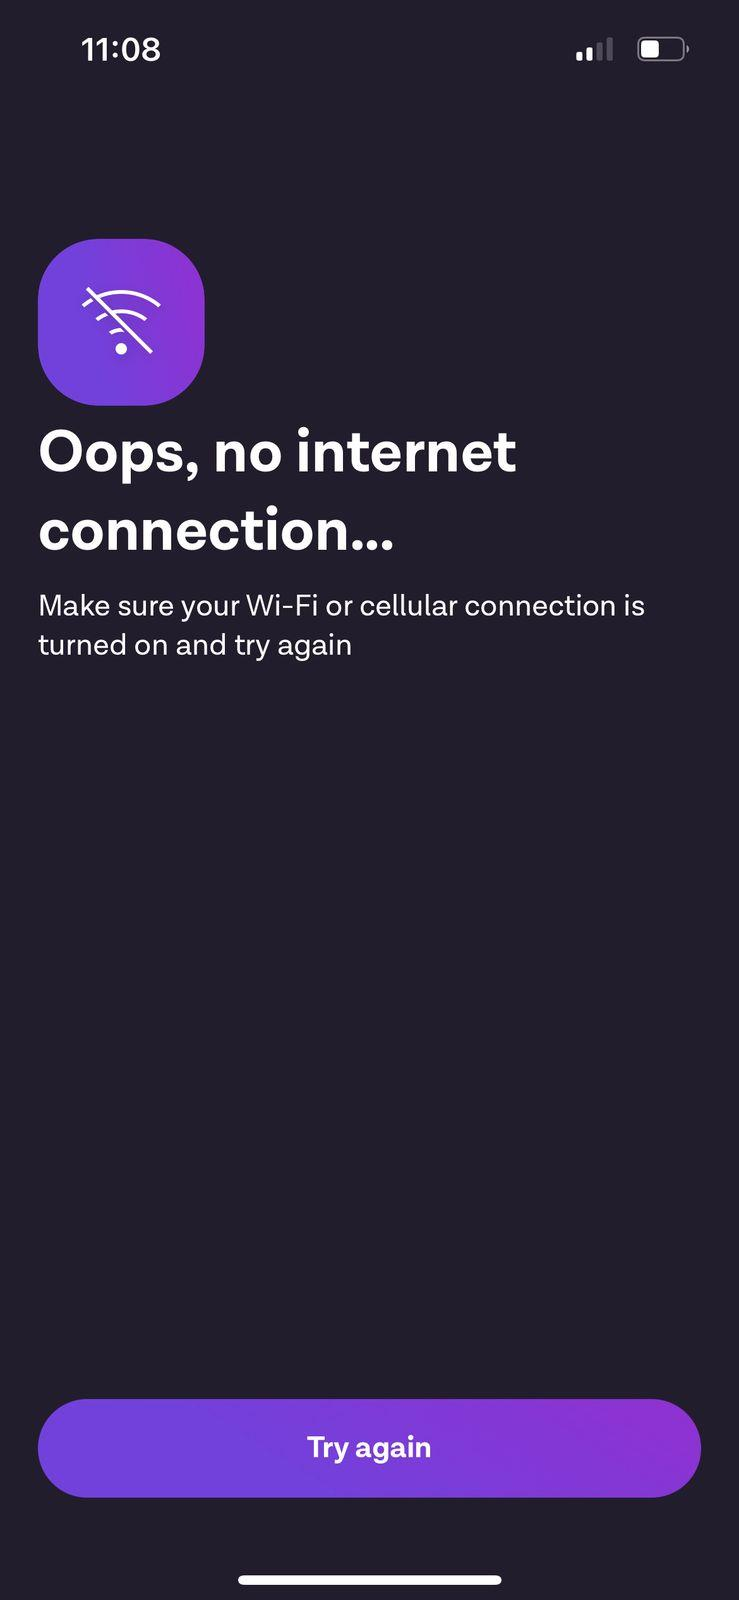 11:08
Oops, no internet
connection...
Make sure your Wi-Fi or cellular connection is
turned on and try again
Try again